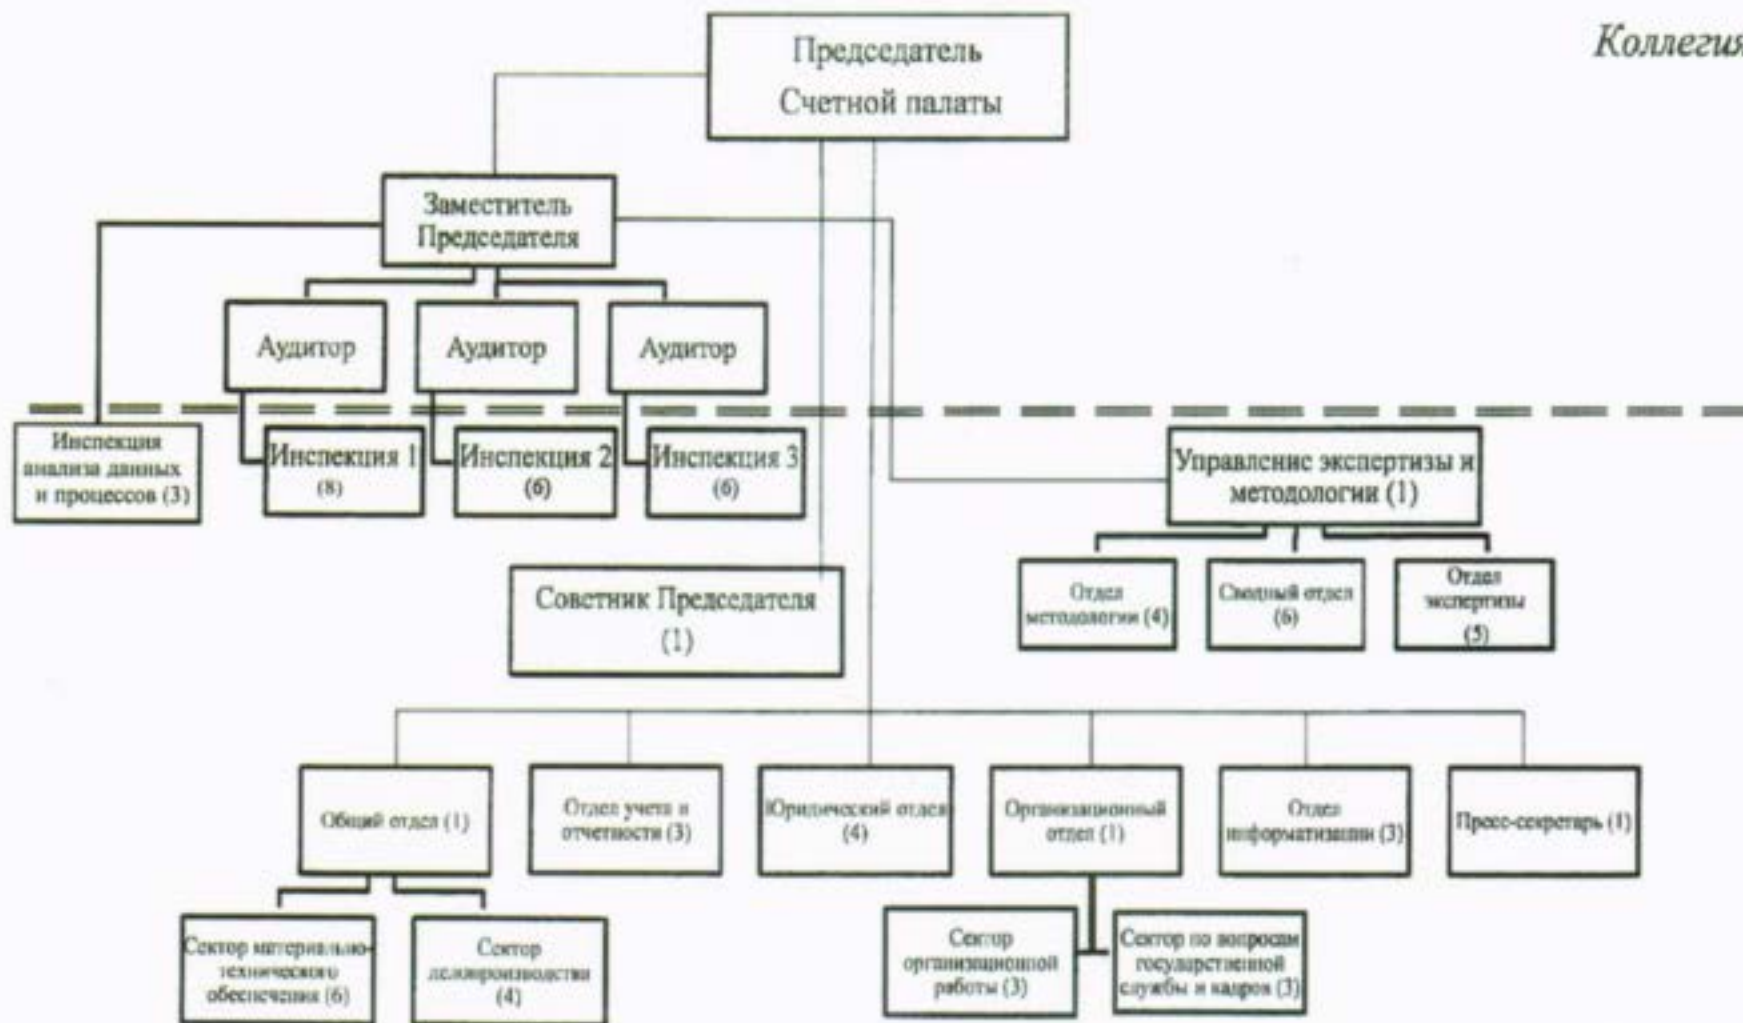 Председатель
Счетной палаты
Коллегия
Заместитель
Председателя
Аудитор
Аудитор
Аудитор
Инспекция
анализа данных
и процессов (3)
Инспекция 1
(8)
Инспекция 2
(6)
Инспекция 3
(6)
Управление экспертизы и
методологии (1)
Отдел
методологии (4)
Сводный отдел
(6)
Отдел
экспертизы
(5)
Советник Председателя
(1)
Общий отдел (1)
Отдел учета и
отчетности (3)
Юридический отдел
(4)
Организационный
отдел (1)
Отдел
информатизации (3)
Пресс-секретарь (1)
Сектор материально-
технического
обеспечения (6)
Сектор
делопроизводства
(4)
Сектор
организационной
работы (3)
Сектор по вопросам
государственной
службы и кадров (3)